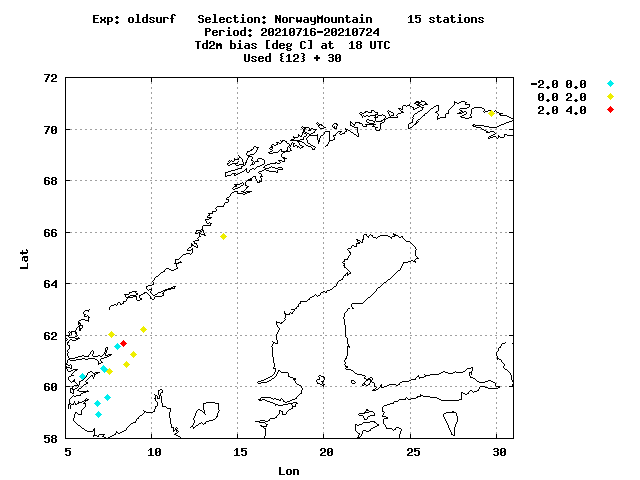 Exp: oldsurf Selection: NorwayMountain 15 stations
Period: 20210716-20210724
Td2m bias [deg C] at 18 UTC
Used {12} + 30
-2.0 0.0
0.0 2.0
2.0 4.0
72
70
68
66
64
62
60
58
Lat
5 10 15 20 25 30
Lon